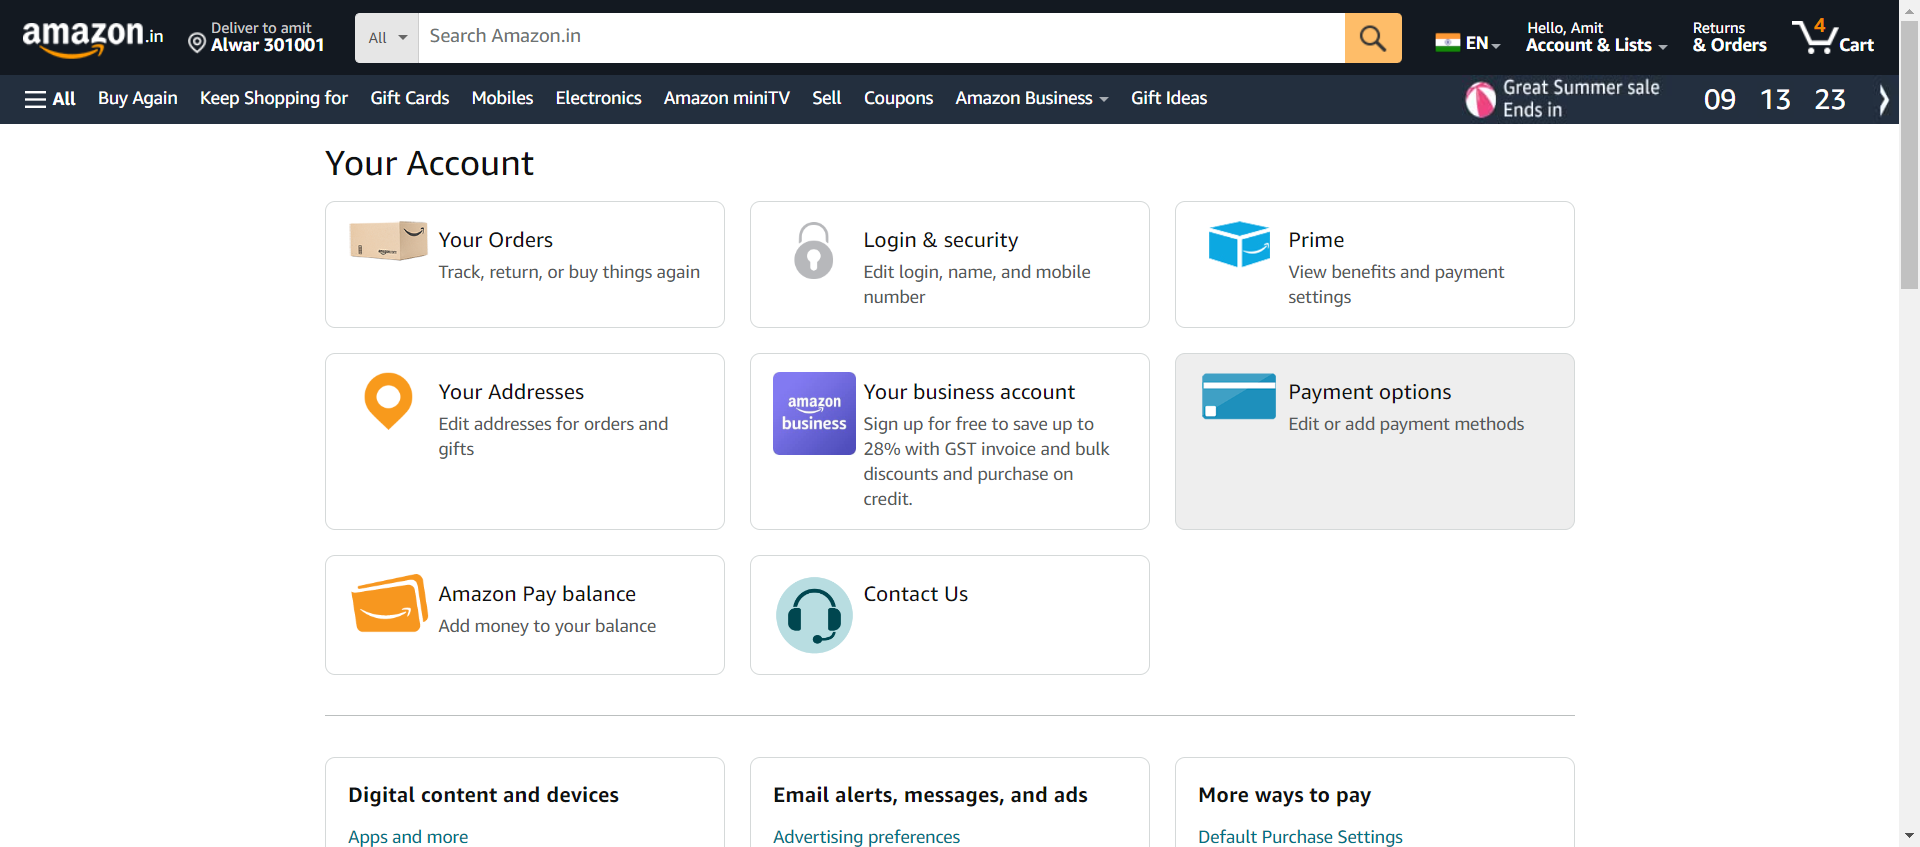 amazon.in
Deliver to amit
Alwar 301001
All
Search Amazon.in
EN
Hello, Amit
Account & Lists
Returns
& Orders
4
Cart
All
Buy Again
Keep Shopping for
Gift Cards
Mobiles
Electronics
Amazon miniTV
Sell
Coupons
Amazon Business
Gift Ideas
Great Summer sale
Ends in
09 13 23
Your Account
Your Orders
Track, return, or buy things again
Login & security
Edit login, name, and mobile
number
Prime
View benefits and payment
settings
Your Addresses
Edit addresses for orders and
gifts
amazon
business
Your business account
Sign up for free to save up to
28% with GST invoice and bulk
discounts and purchase on
credit.
Payment options
Edit or add payment methods
Amazon Pay balance
Add money to your balance
Contact Us
Digital content and devices
Apps and more
Email alerts, messages, and ads
Advertising preferences
More ways to pay
Default Purchase Settings